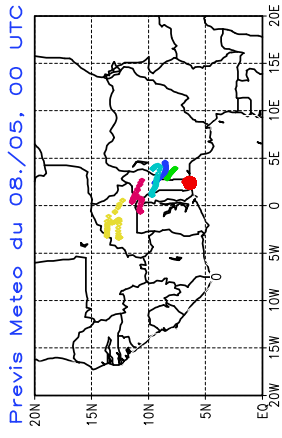 Previs Meteo du 08./05, 00 UTC
20E
15E
10E
5E
0
5W
10W
15W
20W
20N
15N
10N
5N
EQ
0